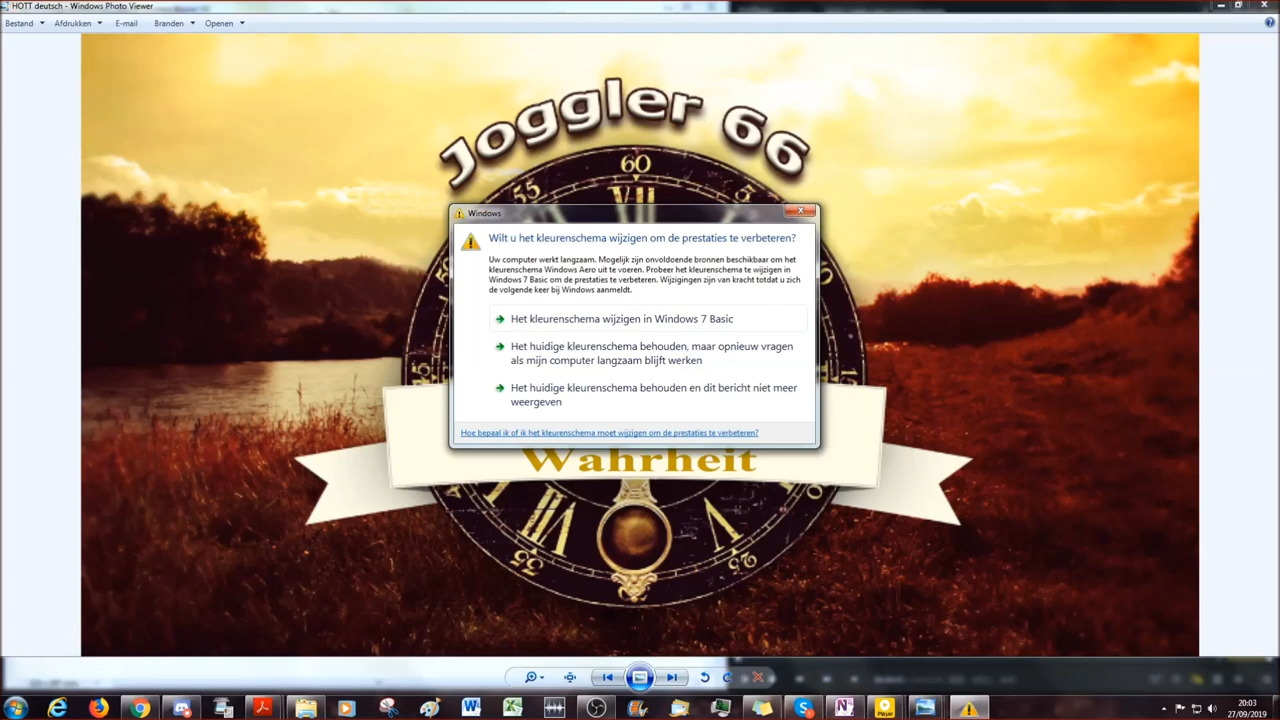 HOTT deutsch - Windows Photo Viewer
Bestand Afdrukken E-mail Branden Openen
Joggler 66
60
55 5
VII
Windows
Wilt u het kleurenschema wijzigen om de prestaties te verbeteren?
Uw computer werkt langzaam. Mogelijk zijn onvoldoende bronnen beschikbaar om het
kleurenschema Windows Aero uit te voeren. Probeer het kleurenschema te wijzigen in
Windows 7 Basic om de prestaties te verbeteren. Wijzigingen zijn van kracht totdat u zich
de volgende keer bij Windows aanmeldt.
Het kleurenschema wijzigen in Windows 7 Basic
Het huidige kleurenschema behouden, maar opnieuw vragen
als mijn computer langzaam blijft werken
Het huidige kleurenschema behouden en dit bericht niet meer
weergeven
Hoe bepaal ik of ik het kleurenschema moet wijzigen om de prestaties te verbeteren?
Wahrheit
35 25
Player
20:03
27/09/2019